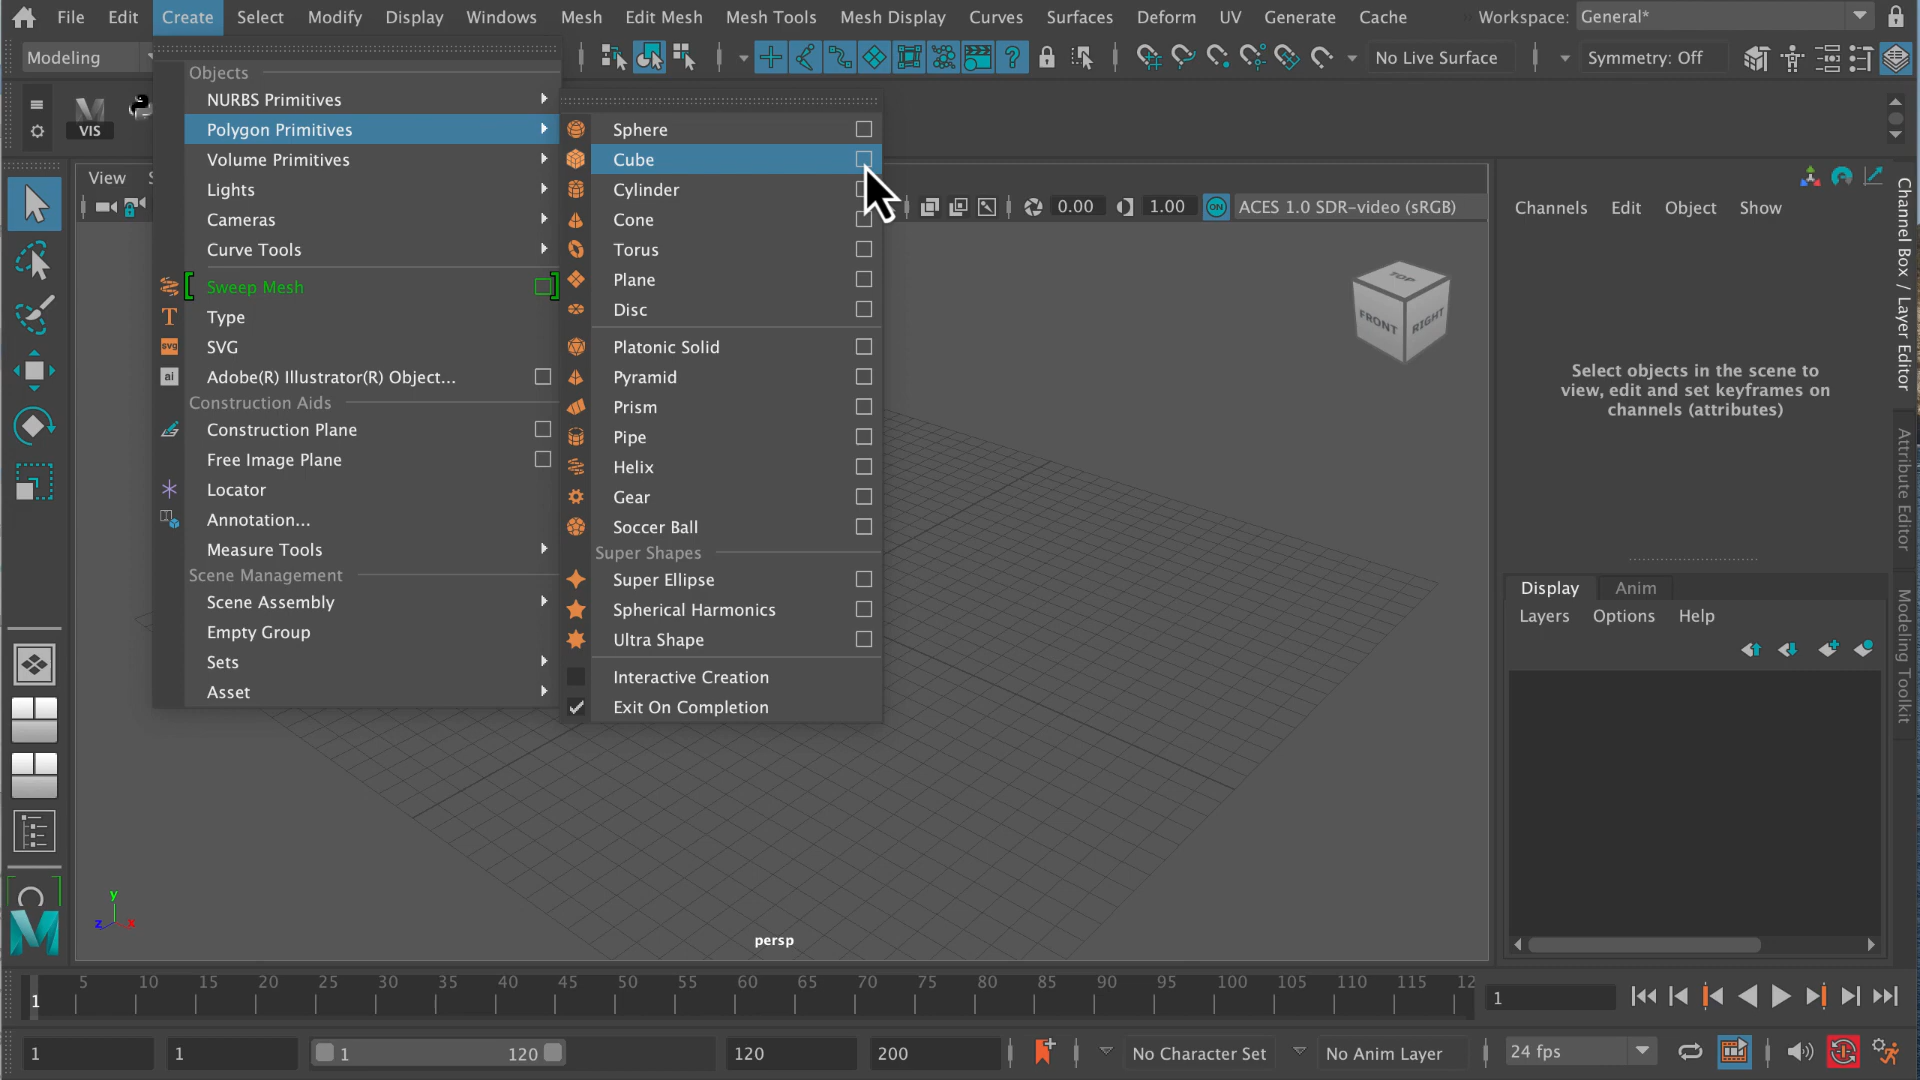 File Edit Create Select Modify Display Windows Mesh Edit Mesh Mesh Tools Mesh Display Curves Surfaces Deform UV Generate Cache Workspace: General*
Modeling No Live Surface Symmetry: Off
Objects
NURBS Primitives
Polygon Primitives
Volume Primitives
Lights
Cameras
Curve Tools
Sweep Mesh
Type
SVG
Adobe(R) Illustrator(R) Object...
Construction Aids
Construction Plane
Free Image Plane
Locator
Annotation...
Measure Tools
Scene Management
Scene Assembly
Empty Group
Sets
Asset
Sphere
Cube
Cylinder
Cone
Torus
Plane
Disc
Platonic Solid
Pyramid
Prism
Pipe
Helix
Gear
Soccer Ball
Super Shapes
Super Ellipse
Spherical Harmonics
Ultra Shape
Interactive Creation
Exit On Completion
M
VIS
View S
T
svg
ai
0.00 1.00 ON ACES 1.0 SDR-video (sRGB)
TOP
FRONT RIGHT
y
z x
persp
Channels Edit Object Show
Select objects in the scene to
view, edit and set keyframes on
channels (attributes)
Display Anim
Layers Options Help
Channel Box / Layer Editor
Attribute Editor
Modeling Toolkit
M
5 10 15 20 25 30 35 40 45 50 55 60 65 70 75 80 85 90 95 100 105 110 115 12
1 1
1 1 1 120 120 200 No Character Set No Anim Layer 24 fps